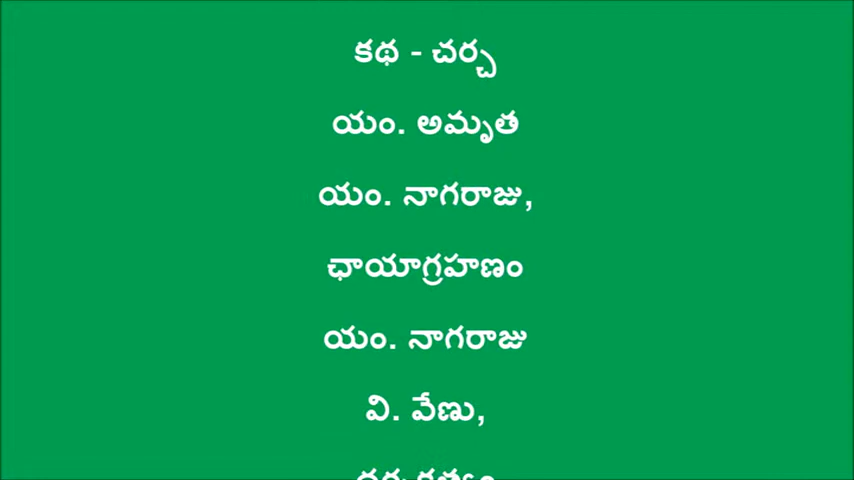 కథ - చర్చ
యం. అమృత
యం. నాగరాజు,
ఛాయాగ్రహణం
యం. నాగరాజు
వి. వేణు,